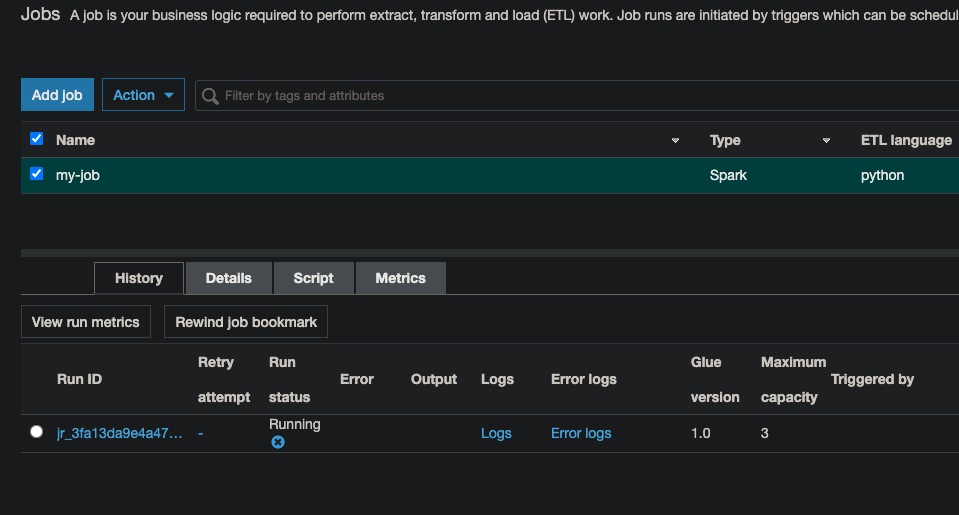 Jobs A job is your business logic required to perform extract, transform and load (ETL) work. Job runs are initiated by triggers which can be schedul
Add job Action Filter by tags and attributes
Name Type ETL language
my-job Spark python
History Details Script Metrics
View run metrics Rewind job bookmark
Run ID Retry attempt Run status Error Output Logs Error logs Glue version Maximum capacity Triggered by
jr_3fa13da9e4a47... - Running Logs Error logs 1.0 3